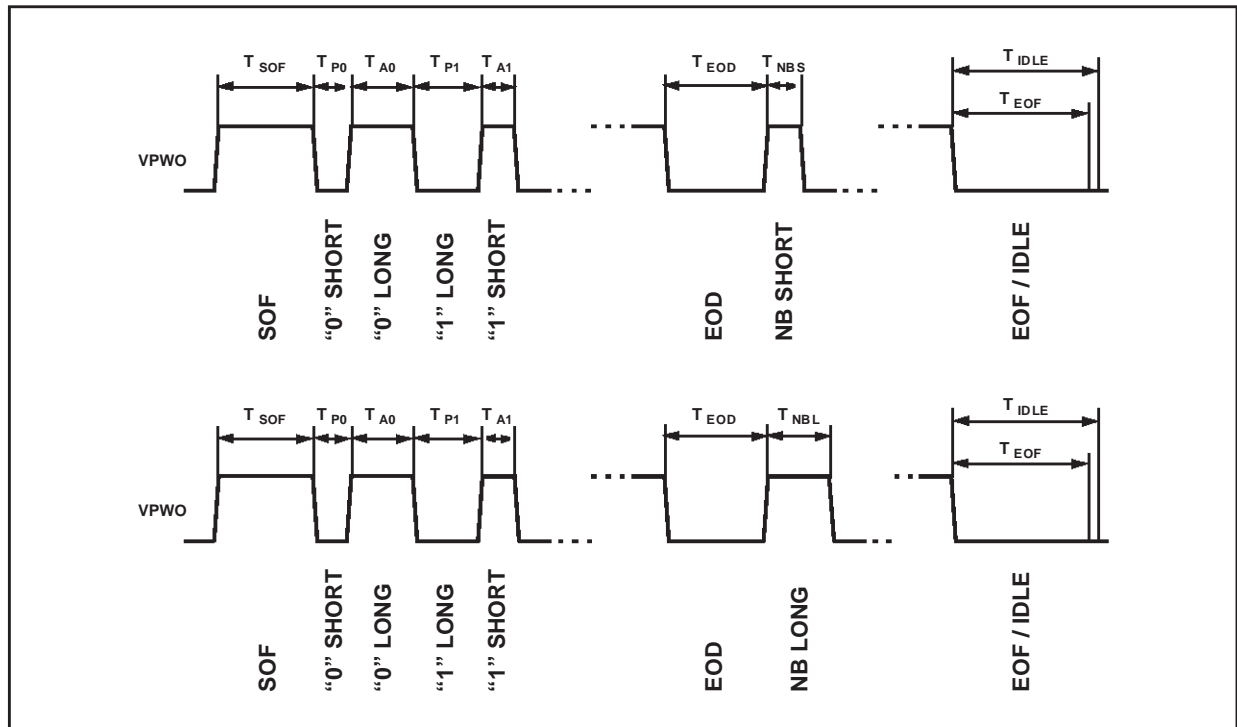 T SOF T P0 T A0 T P1 T A1 T EOD T NBS T IDLE
T EOF
VPWO
SOF “0” SHORT “0” LONG “1” LONG “1” SHORT EOD NB SHORT EOF / IDLE
T SOF T P0 T A0 T P1 T A1 T EOD T NBL T IDLE
T EOF
VPWO
SOF “0” SHORT “0” LONG “1” LONG “1” SHORT EOD NB LONG EOF / IDLE